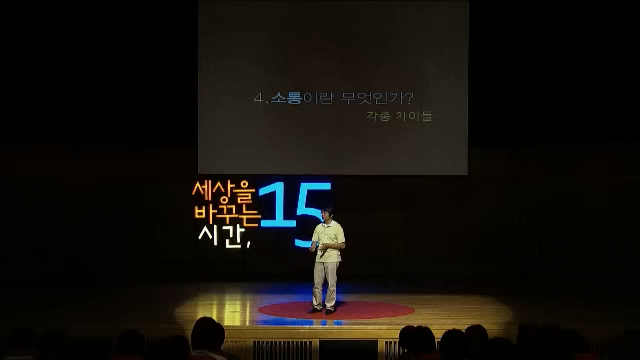 4.소통이란 무엇인가?
각종 차이들
세상을
바꾸는
시간,
15